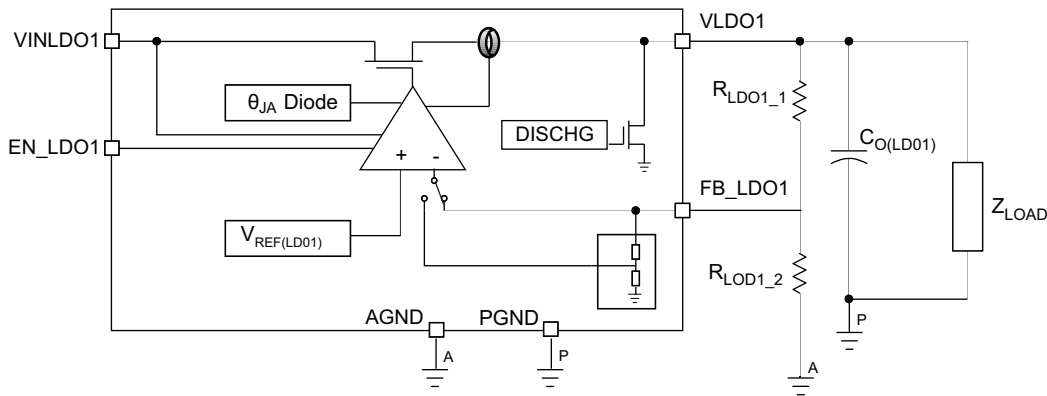 VINLDO1
VLDO1
θJA Diode
RLDO1_1
EN_LDO1
DISCHG
CO(LD01)
+ -
FB_LDO1
ZLOAD
VREF(LD01)
RLOD1_2
AGND
PGND
P
A
P
A